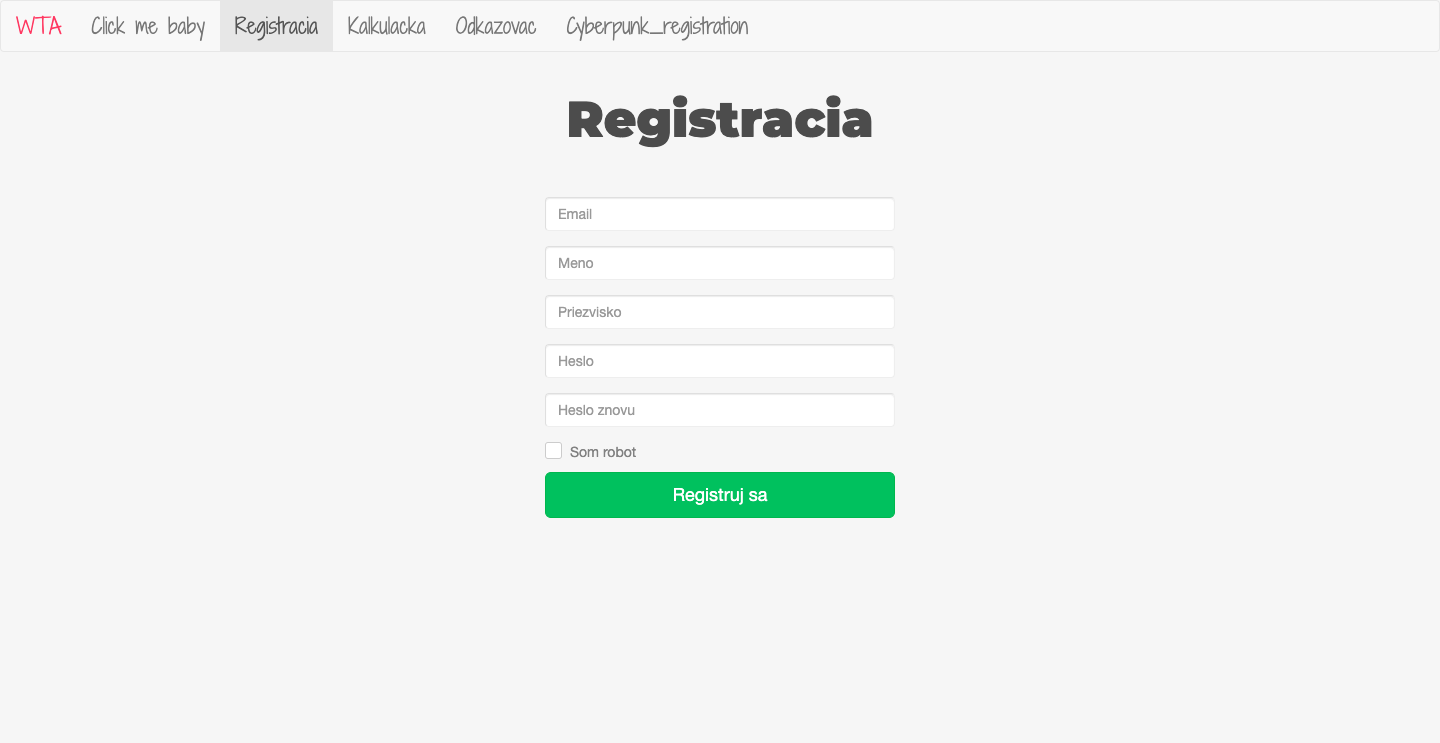 WTA Click me baby Registracia Kalkulacka Odkazovac Cyberpunk_registration
Registracia
Email
Meno
Priezvisko
Heslo
Heslo znovu
Som robot
Registruj sa